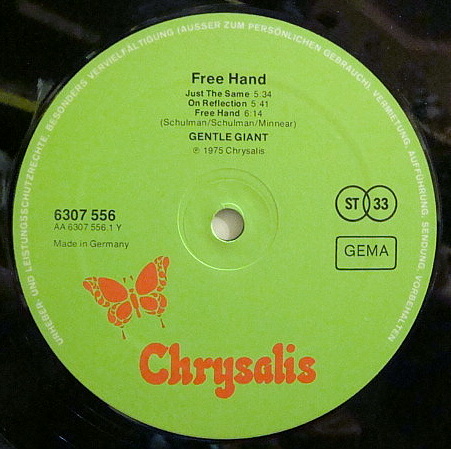 URHEBER UND LEISTUNGSSCHUTZRECHTE, BESONDERS VERVIELFÄLTIGUNG (AUSSER ZUM PERSÖNLICHEN GEBRAUCH), VERMIETUNG, AUFFÜHRUNG, SENDUNG, VORBEHALTEN
Free Hand
Just The Same 5:34
On Reflection 5:41
Free Hand 6:14
(Schulman/Schulman/Minnear)
GENTLE GIANT
℗ 1975 Chrysalis
6307 556
AA 6307 556.1 Y
Made in Germany
ST 33
GEMA
Chrysalis